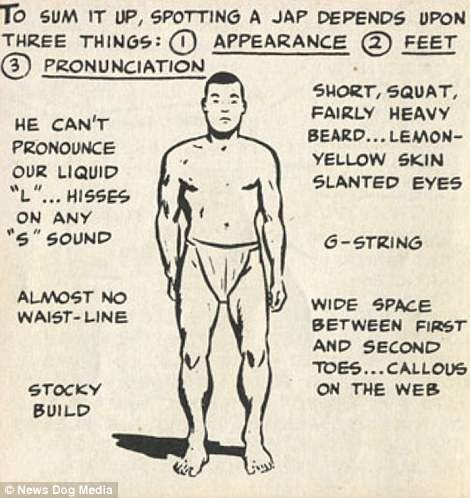 TO SUM IT UP, SPOTTING A JAP DEPENDS UPON
THREE THINGS: ① APPEARANCE ② FEET
③ PRONUNCIATION
HE CAN'T
PRONOUNCE
OUR LIQUID
"L"... HISSES
ON ANY
"S" SOUND
ALMOST NO
WAIST-LINE
STOCKY
BUILD
SHORT, SQUAT,
FAIRLY HEAVY
BEARD...LEMON-
YELLOW SKIN
SLANTED EYES
G-STRING
WIDE SPACE
BETWEEN FIRST
AND SECOND
TOES...CALLOUS
ON THE WEB
© News Dog Media